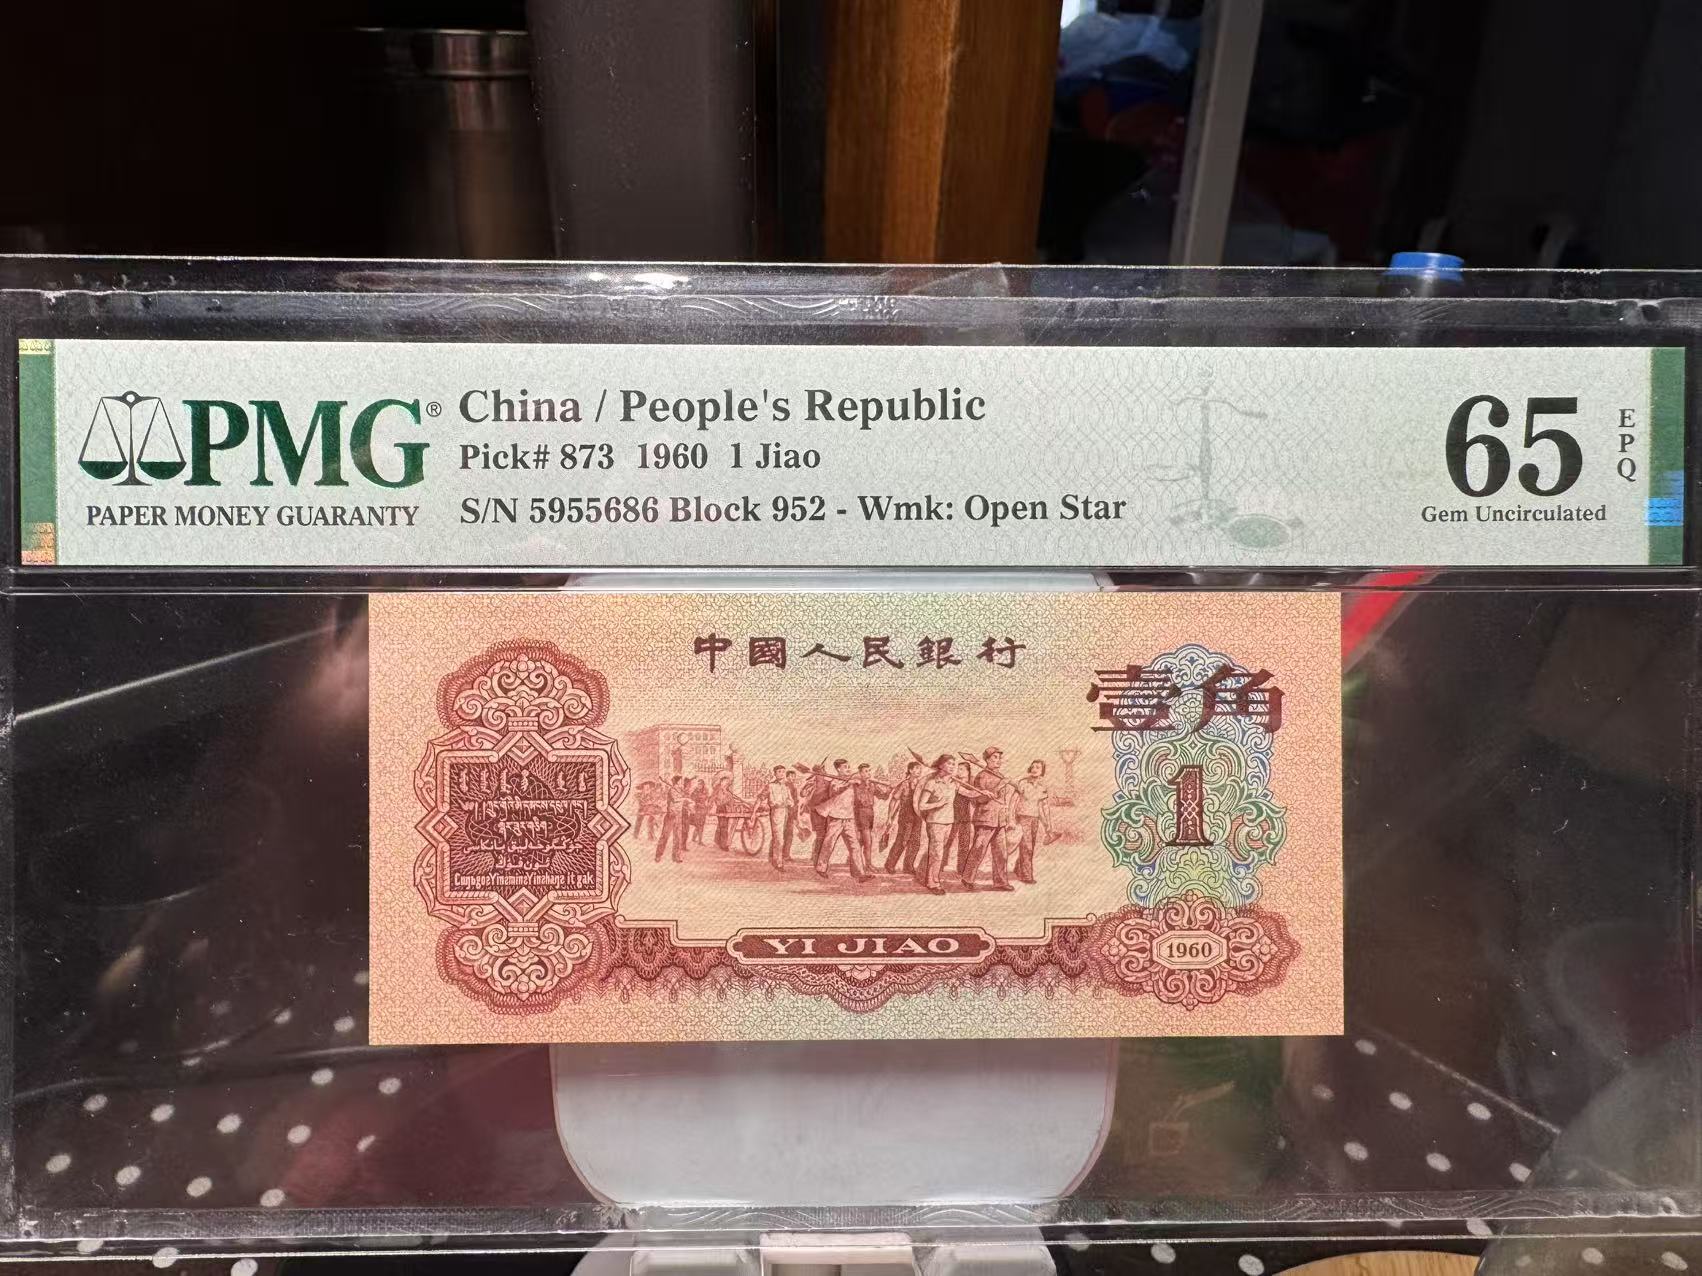 PMG®
PAPER MONEY GUARANTY
China / People's Republic
Pick# 873 1960 1 Jiao
S/N 5955686 Block 952 - Wmk: Open Star
65
EPQ
Gem Uncirculated
中國人民銀行
壹角
1
YI JIAO
1960